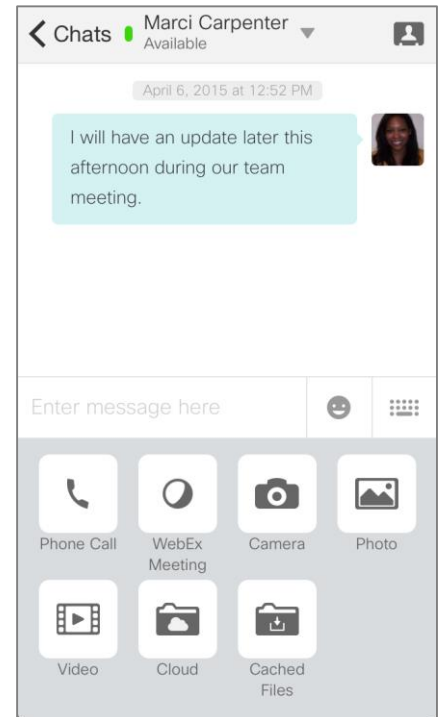 Chats
Marci Carpenter
Available
April 6, 2015 at 12:52 PM
I will have an update later this
afternoon during our team
meeting.
Enter message here
Phone Call
WebEx
Meeting
Camera
Photo
Video
Cloud
Cached
Files